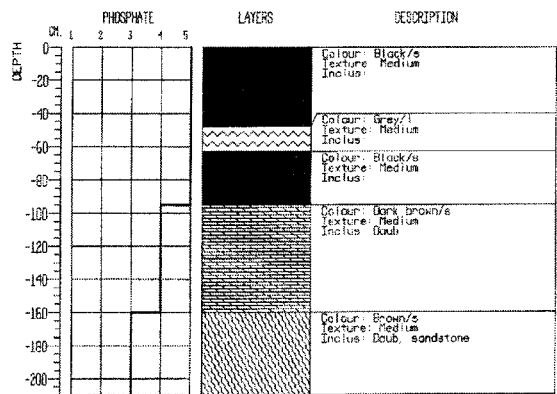 PHOSPHATE LAYERS DESCRIPTION
CM. 1 2 3 4 5
DEPTH
0
-20
-40
-60
-80
-100
-120
-140
-160
-180
-200
Colour: Black/s
Texture: Medium
Inclus:
Colour: Grey/l
Texture: Medium
Inclus:
Colour: Black/s
Texture: Medium
Inclus:
Colour: Dark brown/s
Texture: Medium
Inclus: Daub
Colour: Brown/s
Texture: Medium
Inclus: Daub, sandstone